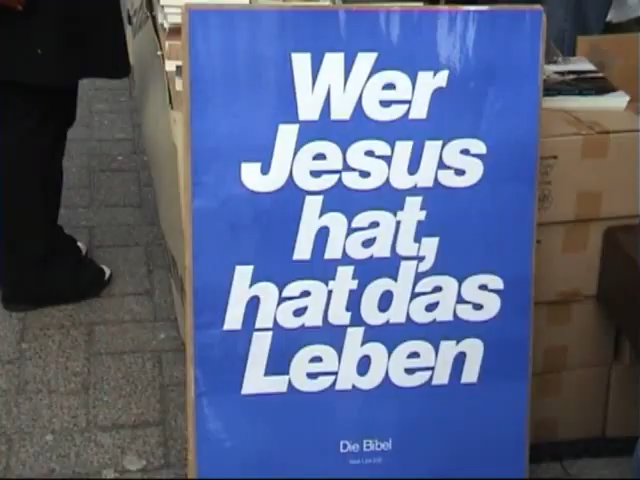 Wer
Jesus
hat,
hat das
Leben
Die Bibel